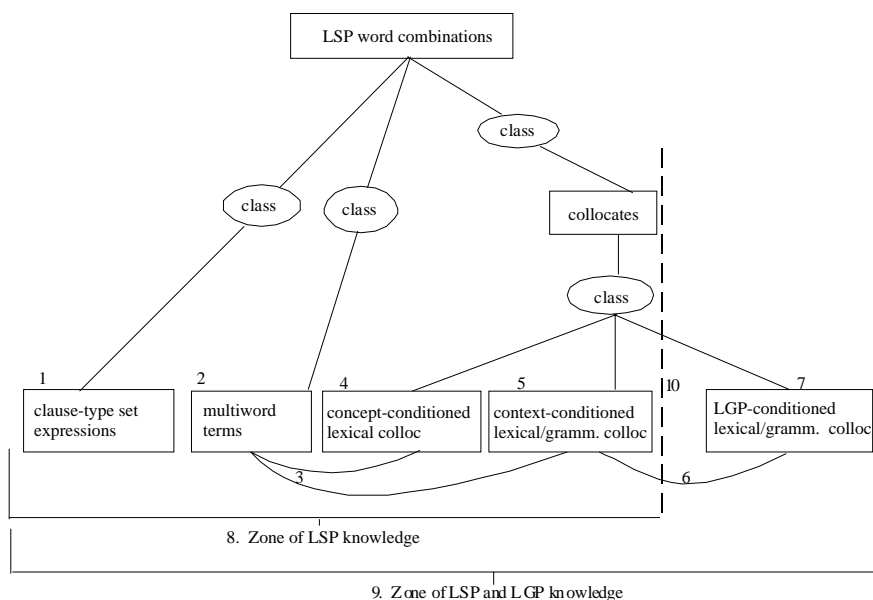 LSP word combinations
class
class
class
collocates
class
1
2
4
5
10
7
clause-type set
expressions
multiword
terms
concept-conditioned
lexical colloc
context-conditioned
lexical/gramm. colloc
LGP-conditioned
lexical/gramm. colloc
3
6
8. Zone of LSP knowledge
9. Zone of LSP and LGP knowledge